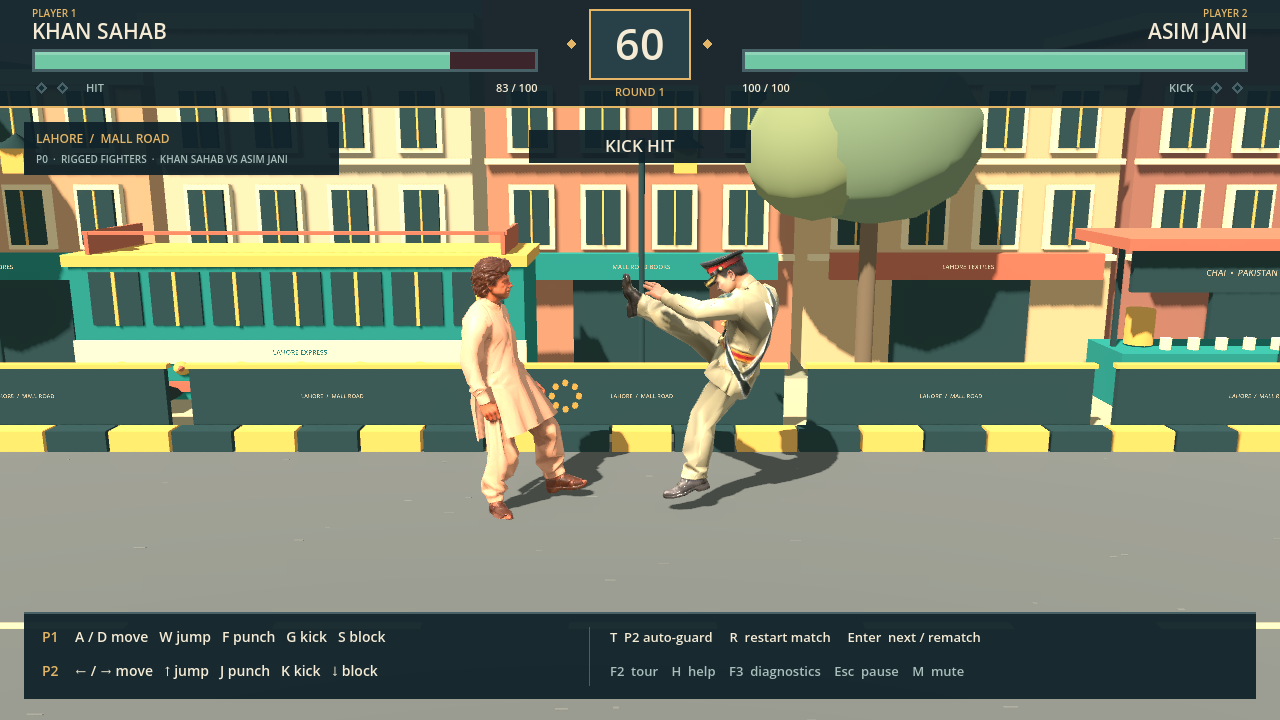 PLAYER 1
KHAN SAHAB
HIT
83 / 100
60
ROUND 1
PLAYER 2
ASIM JANI
100 / 100
KICK
LAHORE / MALL ROAD
P0 · RIGGED FIGHTERS · KHAN SAHAB VS ASIM JANI
KICK HIT
MALL ROAD BOOKS
LAHORE TEXTILES
CHAI • PAKISTAN
LAHORE EXPRESS
LAHORE / MALL ROAD
LAHORE / MALL ROAD
LAHORE / MALL ROAD
P1 A / D move W jump F punch G kick S block
P2 ← / → move ↑ jump J punch K kick ↓ block
T P2 auto-guard R restart match Enter next / rematch
F2 tour H help F3 diagnostics Esc pause M mute